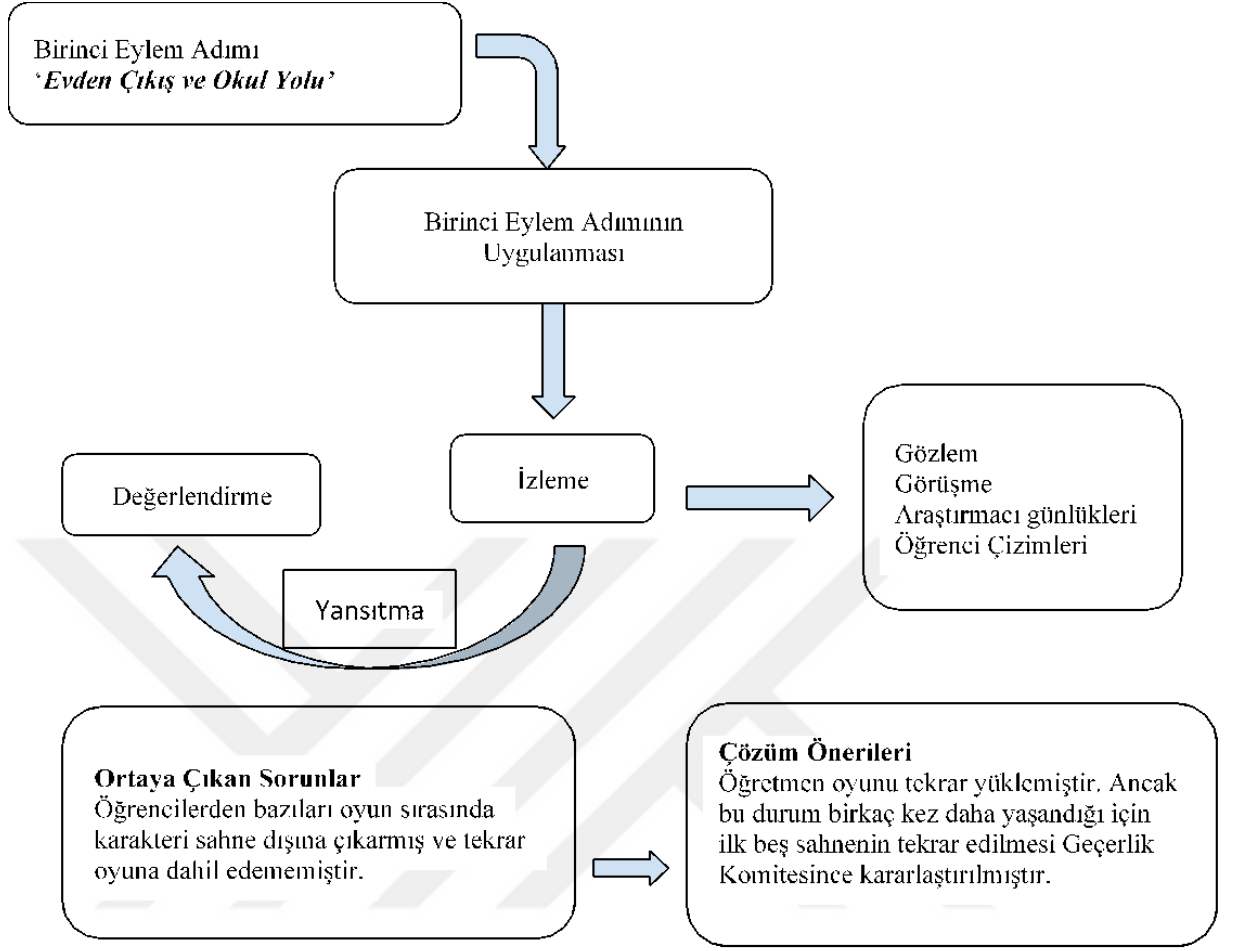 Birinci Eylem Adımı
‘Evden Çıkış ve Okul Yolu’
Birinci Eylem Adımının
Uygulanması
İzleme
Gözlem
Görüşme
Araştırmacı günlükleri
Öğrenci Çizimleri
Değerlendirme
Yansıtma
Ortaya Çıkan Sorunlar
Öğrencilerden bazıları oyun sırasında
karakteri sahne dışına çıkarmış ve tekrar
oyuna dahil edememiştir.
Çözüm Önerileri
Öğretmen oyunu tekrar yüklemiştir. Ancak
bu durum birkaç kez daha yaşandığı için
ilk beş sahnenin tekrar edilmesi Geçerlik
Komitesince kararlaştırılmıştır.